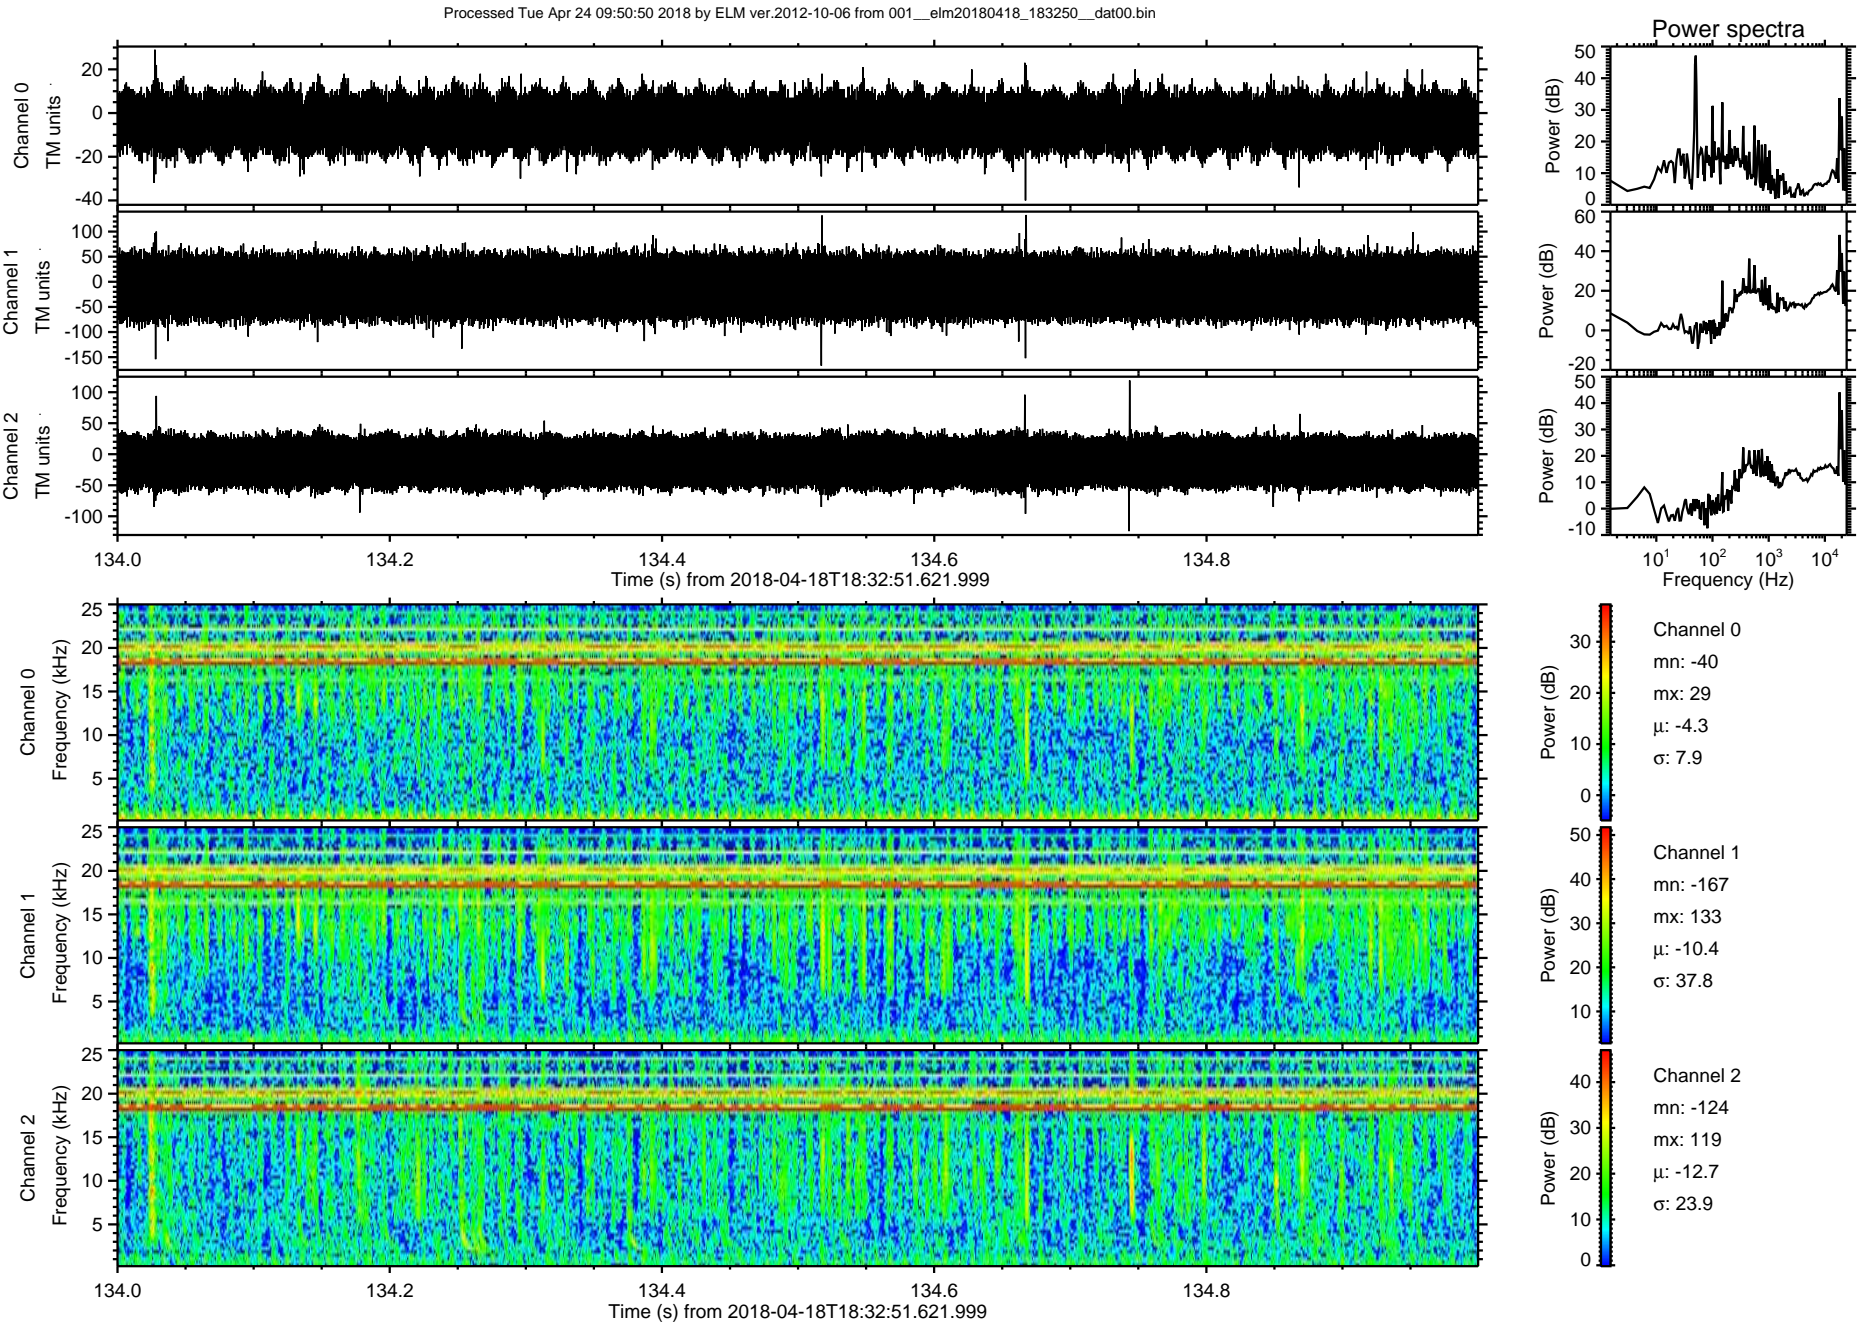 Processed Tue Apr 24 09:50:50 2018 by ELM ver.2012-10-06 from 001__elm20180418_183250__dat00.bin
Power spectra
Channel 0
TM units
20
0
-20
-40
Power (dB)
50
40
30
20
10
0
Channel 1
TM units
100
50
0
-50
-100
-150
Power (dB)
60
40
20
0
-20
Channel 2
TM units
100
50
0
-50
-100
Power (dB)
50
40
30
20
10
0
-10
134.0 134.2 134.4 134.6 134.8
Time (s) from 2018-04-18T18:32:51.621.999
10^1 10^2 10^3 10^4
Frequency (Hz)
Channel 0
Frequency (kHz)
25
20
15
10
5
Power (dB)
30
20
10
0
Channel 0
mn: -40
mx: 29
μ: -4.3
σ: 7.9
Channel 1
Frequency (kHz)
25
20
15
10
5
Power (dB)
50
40
30
20
10
Channel 1
mn: -167
mx: 133
μ: -10.4
σ: 37.8
Channel 2
Frequency (kHz)
25
20
15
10
5
Power (dB)
40
30
20
10
0
Channel 2
mn: -124
mx: 119
μ: -12.7
σ: 23.9
134.0 134.2 134.4 134.6 134.8
Time (s) from 2018-04-18T18:32:51.621.999